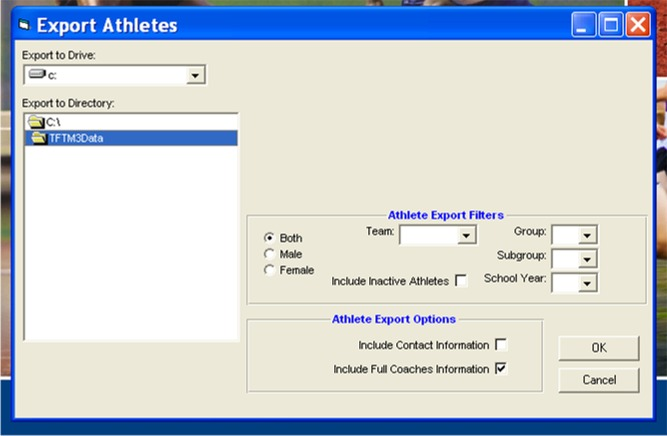 Export Athletes
Export to Drive:
c:
Export to Directory:
C:\
TFTM3Data
Athlete Export Filters
Both
Male
Female
Team:
Group:
Subgroup:
Include Inactive Athletes
School Year:
Athlete Export Options
Include Contact Information
Include Full Coaches Information
OK
Cancel